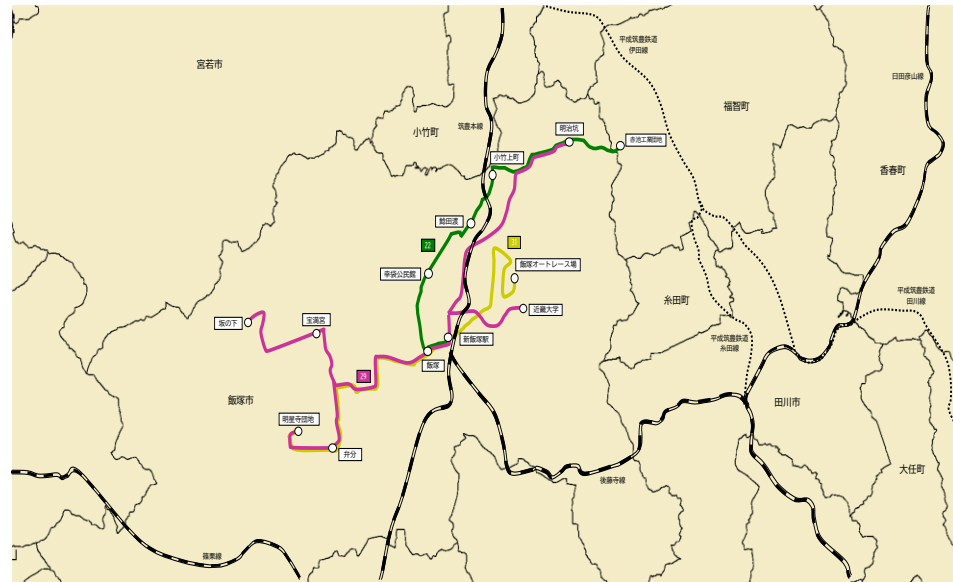 平成筑豊鉄道
伊田線
宮若市
日田彦山線
福智町
小竹町
筑豊本線
明治坑
赤池工業団地
小竹上町
香春町
鯰田渡
22
幸袋公民館
飯塚オートレース場
平成筑豊鉄道
田川線
糸田町
近畿大学
坂の下
宝満宮
新飯塚駅
平成筑豊鉄道
糸田線
飯塚
29
飯塚市
田川市
明星寺団地
弁分
大任町
後藤寺線
篠栗線